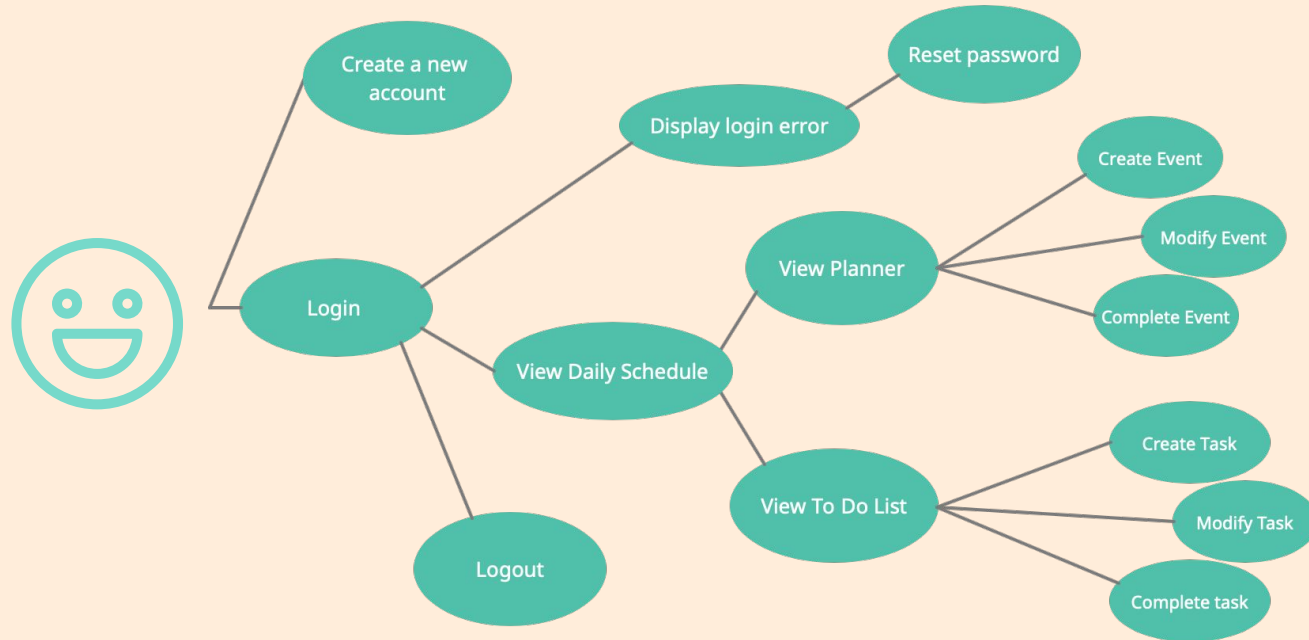 Create a new
account
Reset password
Display login error
Create Event
Modify Event
View Planner
Complete Event
Login
View Daily Schedule
Create Task
View To Do List
Modify Task
Logout
Complete task